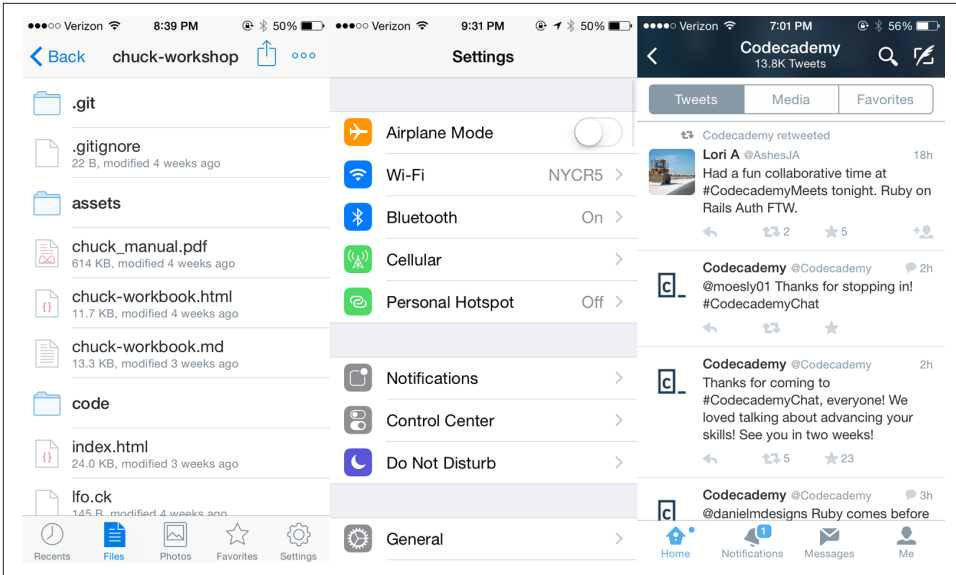 Verizon 8:39 PM 50%
Back chuck-workshop
.git
.gitignore
22 B, modified 4 weeks ago
assets
chuck_manual.pdf
614 KB, modified 4 weeks ago
chuck-workbook.html
{}
11.7 KB, modified 4 weeks ago
chuck-workbook.md
13.3 KB, modified 3 weeks ago
code
index.html
{}
24.0 KB, modified 3 weeks ago
lfo.ck
145 B, modified 4 weeks ago
Recents Files Photos Favorites Settings
Verizon 9:31 PM 50%
Settings
Airplane Mode
Wi-Fi NYCR5
Bluetooth On
Cellular
Personal Hotspot Off
Notifications
Control Center
Do Not Disturb
General
Verizon 7:01 PM 56%
Codecademy
13.8K Tweets
Tweets Media Favorites
Codecademy retweeted
Lori A @AshesJA 18h
Had a fun collaborative time at
#CodecademyMeets tonight. Ruby on
Rails Auth FTW.
2 5
Codecademy @Codecademy 2h
c_
@moesly01 Thanks for stopping in!
#CodecademyChat
Codecademy @Codecademy 2h
c_
Thanks for coming to
#CodecademyChat, everyone! We
loved talking about advancing your
skills! See you in two weeks!
5 23
Codecademy @Codecademy 3h
c_
@danielmdesigns Ruby comes before
1
Home Notifications Messages Me